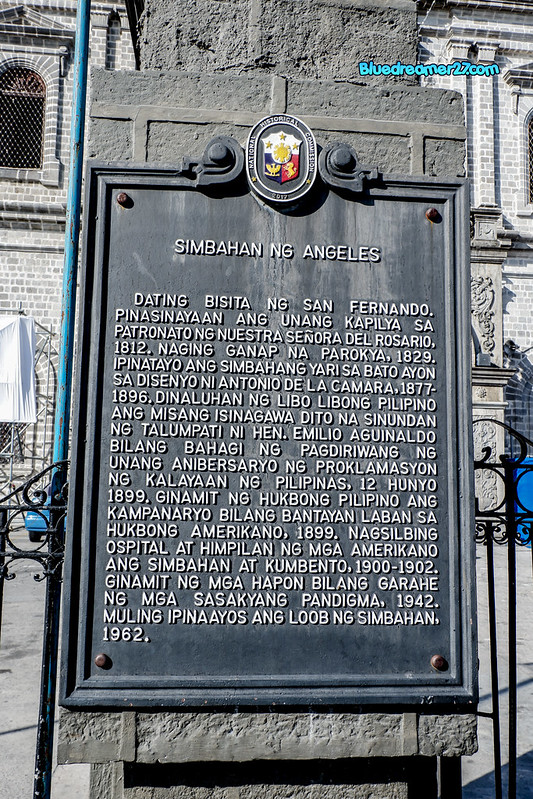 Bluedreamer27.com
NATIONAL HISTORICAL COMMISSION
2017
SIMBAHAN NG ANGELES
DATING BISITA NG SAN FERNANDO.
PINASINAYAAN ANG UNANG KAPILYA SA
PATRONATO NG NUESTRA SEÑORA DEL ROSARIO,
1812. NAGING GANAP NA PAROKYA, 1829.
IPINATAYO ANG SIMBAHANG YARI SA BATO AYON
SA DISENYO NI ANTONIO DE LA CAMARA, 1877-
1896. DINALUHAN NG LIBO LIBONG PILIPINO
ANG MISANG ISINAGAWA DITO NA SINUNDAN
NG TALUMPATI NI HEN. EMILIO AGUINALDO
BILANG BAHAGI NG PAGDIRIWANG NG
UNANG ANIBERSARYO NG PROKLAMASYON
NG KALAYAAN NG PILIPINAS, 12 HUNYO
1899. GINAMIT NG HUKBONG PILIPINO ANG
KAMPANARYO BILANG BANTAYAN LABAN SA
HUKBONG AMERIKANO, 1899. NAGSILBING
OSPITAL AT HIMPILAN NG MGA AMERIKANO
ANG SIMBAHAN AT KUMBENTO, 1900-1902.
GINAMIT NG MGA HAPON BILANG GARAHE
NG MGA SASAKYANG PANDIGMA, 1942.
MULING IPINAAYOS ANG LOOB NG SIMBAHAN,
1962.